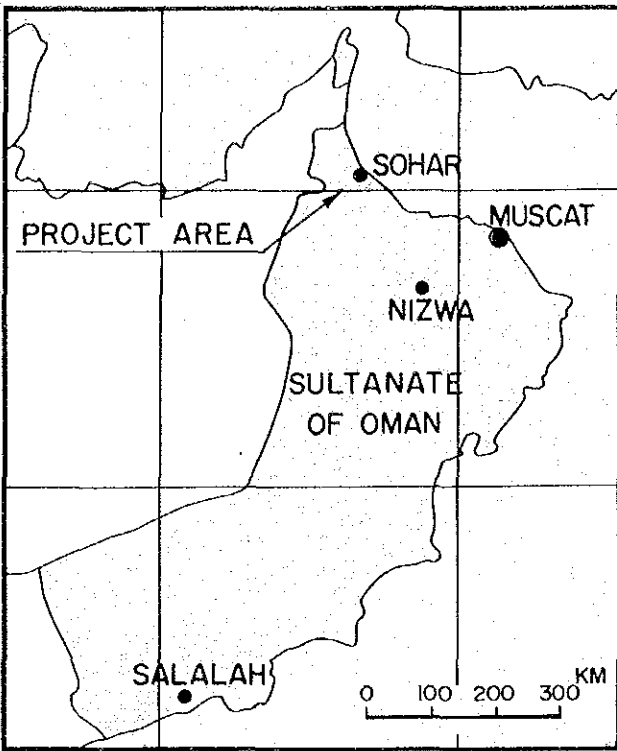 SOHAR
PROJECT AREA
MUSCAT
NIZWA
SULTANATE
OF OMAN
SALALAH
KM
0 100 200 300